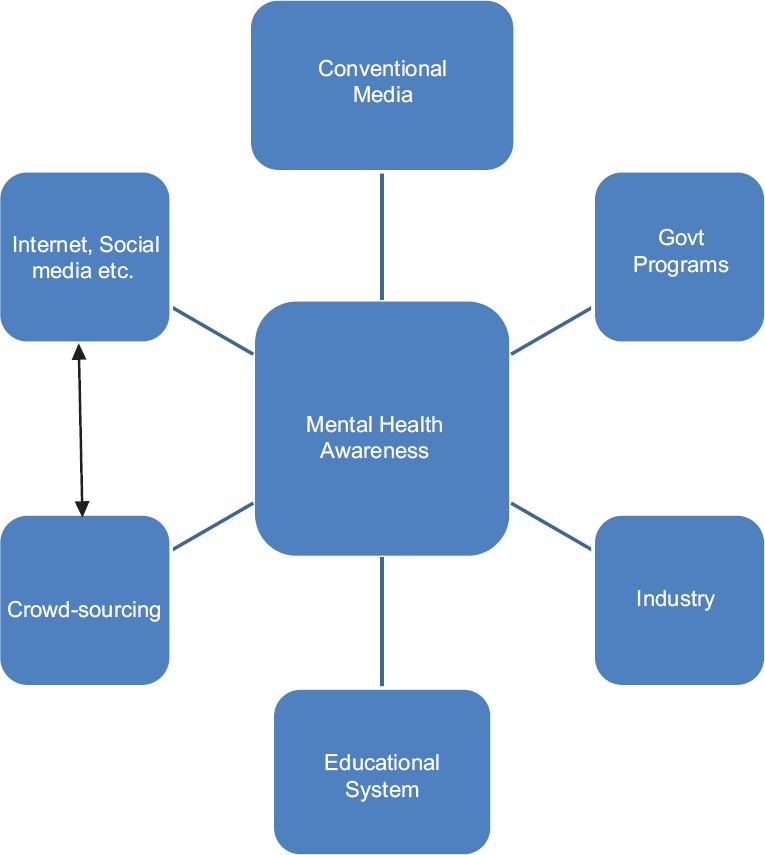 Conventional
Media
Internet, Social
media etc.
Govt
Programs
Mental Health
Awareness
Crowd-sourcing
Industry
Educational
System